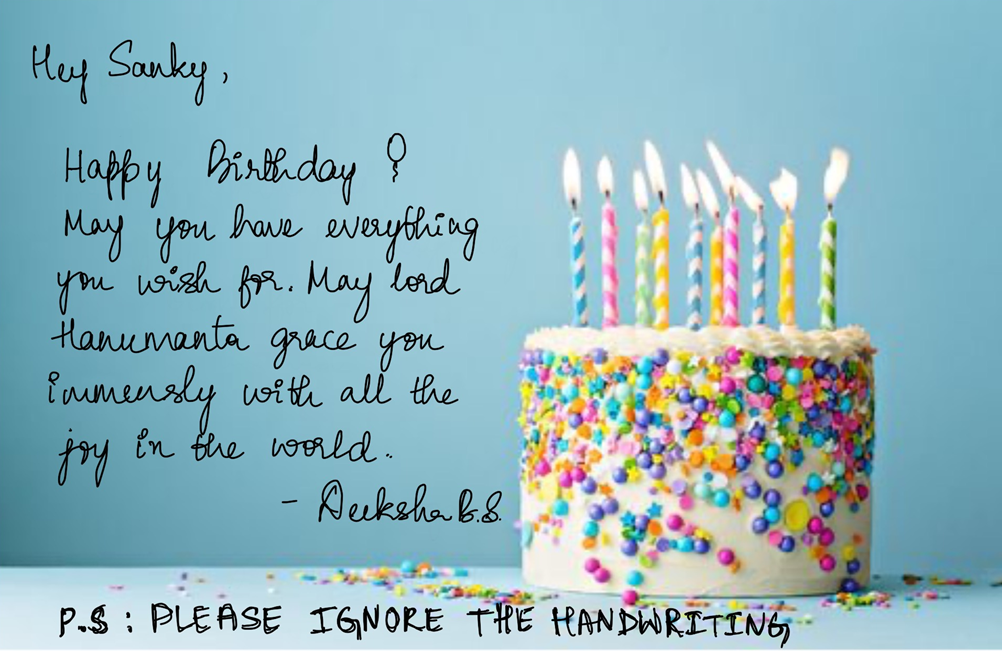 Hey Sanky,
Happy Birthday
May you have everything
you wish for. May lord
Hanumanta grace you
immensly with all the
joy in the world.
- Deeksha B.S.
P.S : PLEASE IGNORE THE HANDWRITING